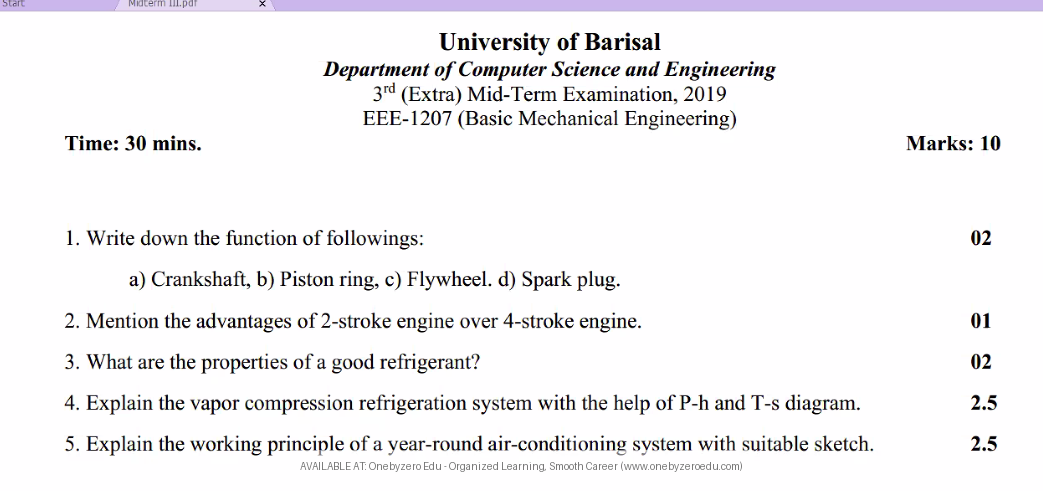 Start Midterm III.pdf x
University of Barisal
Department of Computer Science and Engineering
3rd (Extra) Mid-Term Examination, 2019
EEE-1207 (Basic Mechanical Engineering)
Time: 30 mins. Marks: 10
1. Write down the function of followings: 02
a) Crankshaft, b) Piston ring, c) Flywheel. d) Spark plug.
2. Mention the advantages of 2-stroke engine over 4-stroke engine. 01
3. What are the properties of a good refrigerant? 02
4. Explain the vapor compression refrigeration system with the help of P-h and T-s diagram. 2.5
5. Explain the working principle of a year-round air-conditioning system with suitable sketch. 2.5
AVAILABLE AT: Onebyzero Edu - Organized Learning, Smooth Career (www.onebyzeroedu.com)